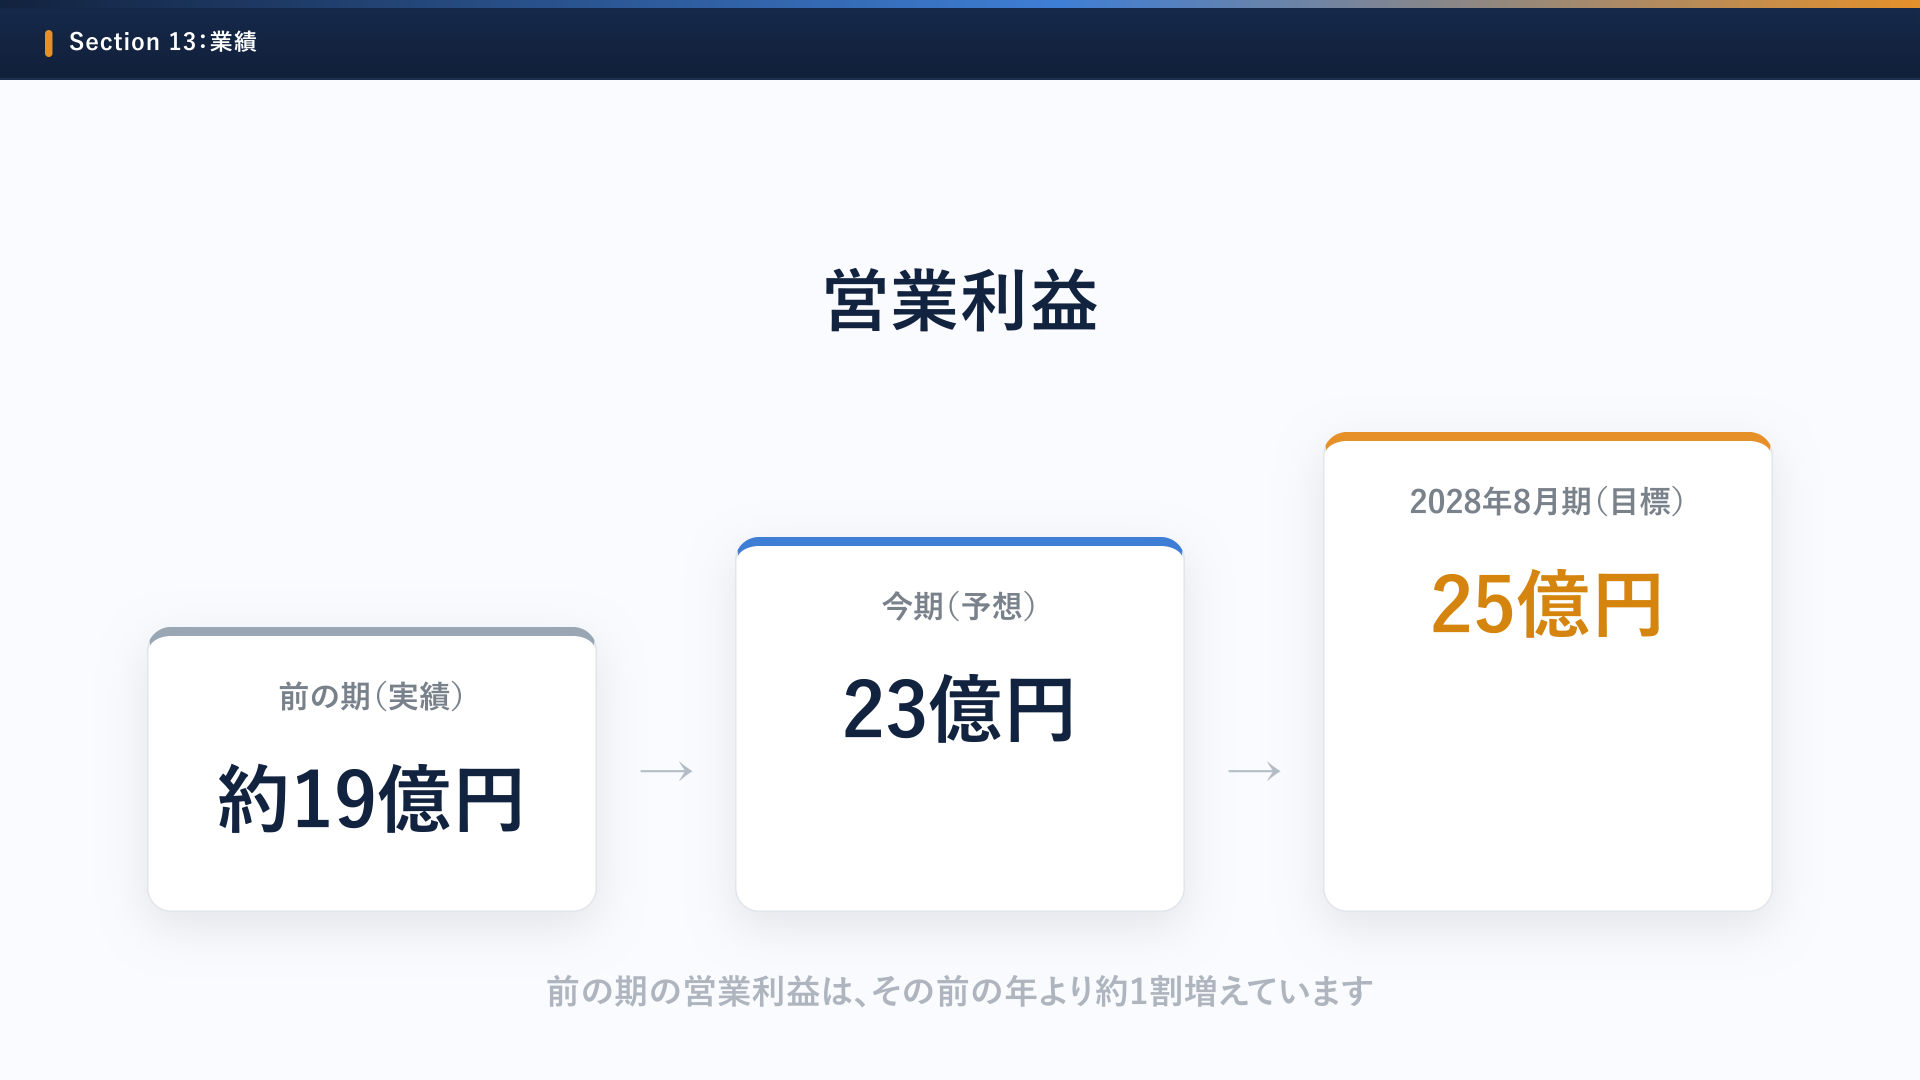 Section 13：業績
営業利益
前の期（実績）
約19億円
→
今期（予想）
23億円
→
2028年8月期（目標）
25億円
前の期の営業利益は、その前の年より約1割増えています